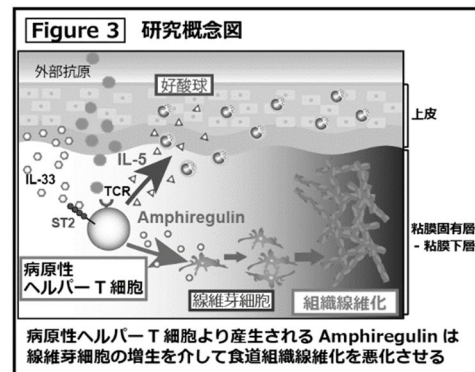 Figure 3 研究概念図
外部抗原
好酸球
上皮
IL-5
IL-33
TCR
ST2
Amphiregulin
粘膜固有層
- 粘膜下層
病原性
ヘルパー T 細胞
線維芽細胞
組織線維化
病原性ヘルパー T 細胞より産生される Amphiregulin は
線維芽細胞の増生を介して食道組織線維化を悪化させる